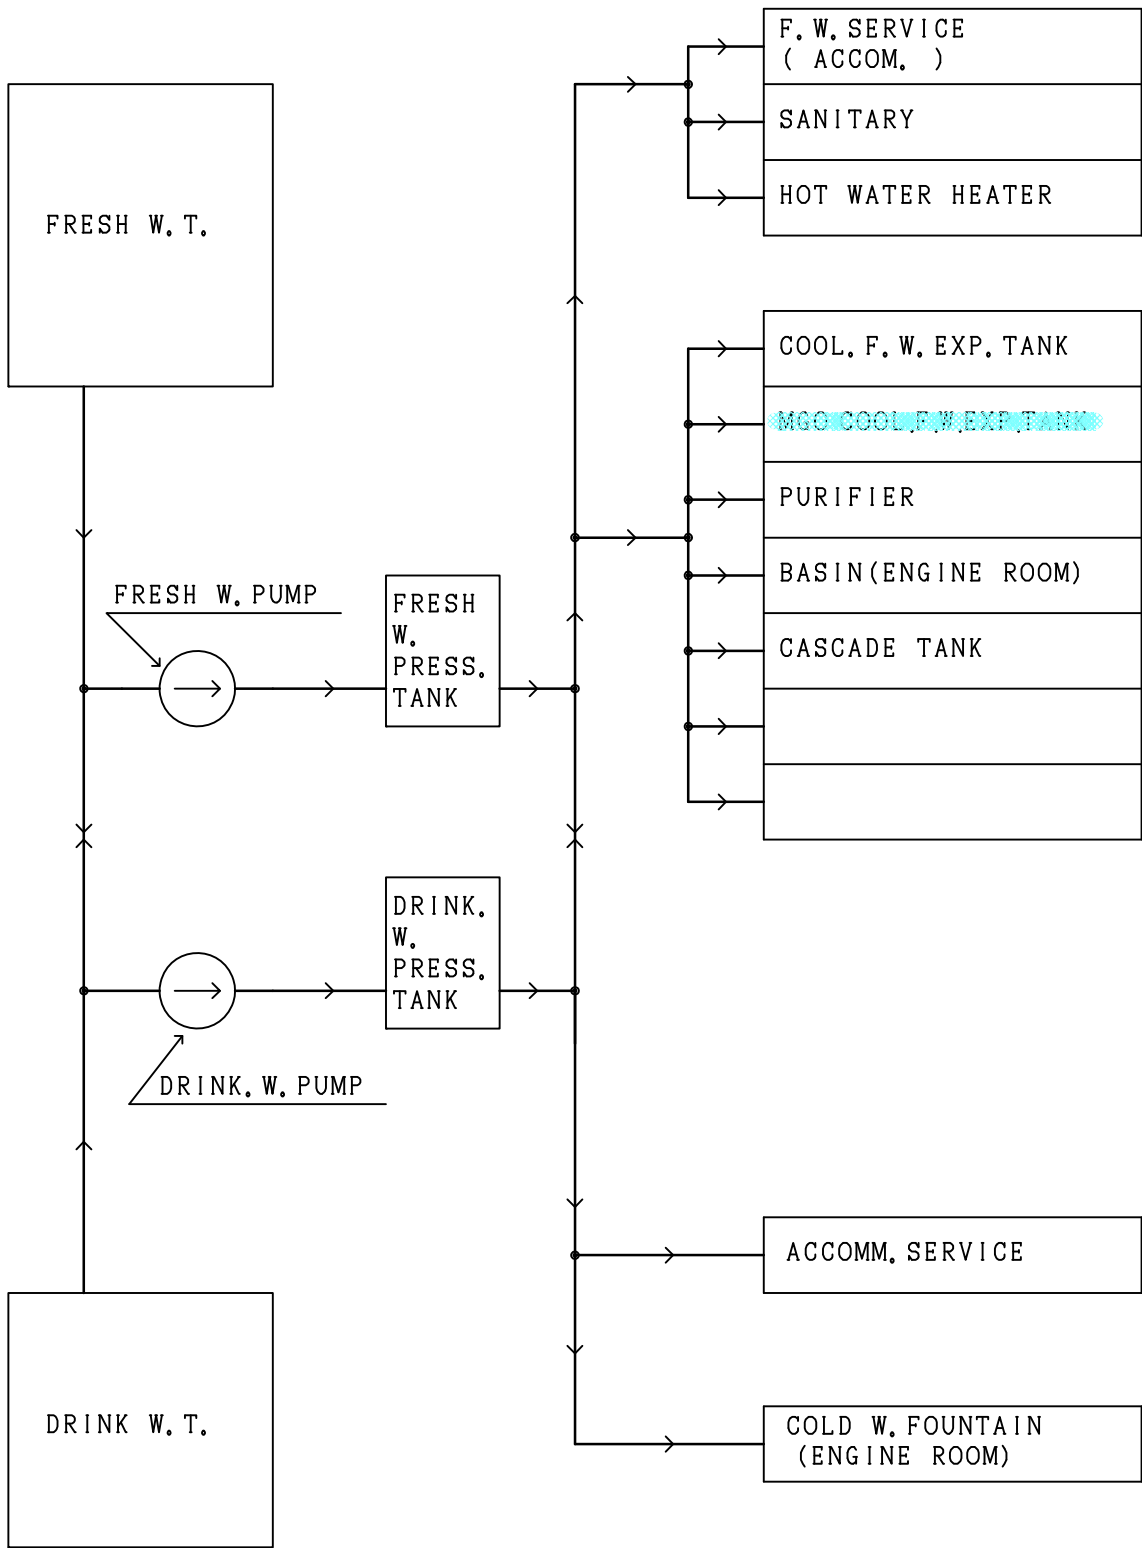 F.W.SERVICE
( ACCOM. )
SANITARY
HOT WATER HEATER
FRESH W.T.
COOL.F.W.EXP.TANK
MGO COOL.F.W.EXP.TANK
PURIFIER
BASIN(ENGINE ROOM)
CASCADE TANK
FRESH W.PUMP
FRESH
W.
PRESS.
TANK
DRINK.
W.
PRESS.
TANK
DRINK.W.PUMP
ACCOMM.SERVICE
DRINK W.T.
COLD W.FOUNTAIN
(ENGINE ROOM)